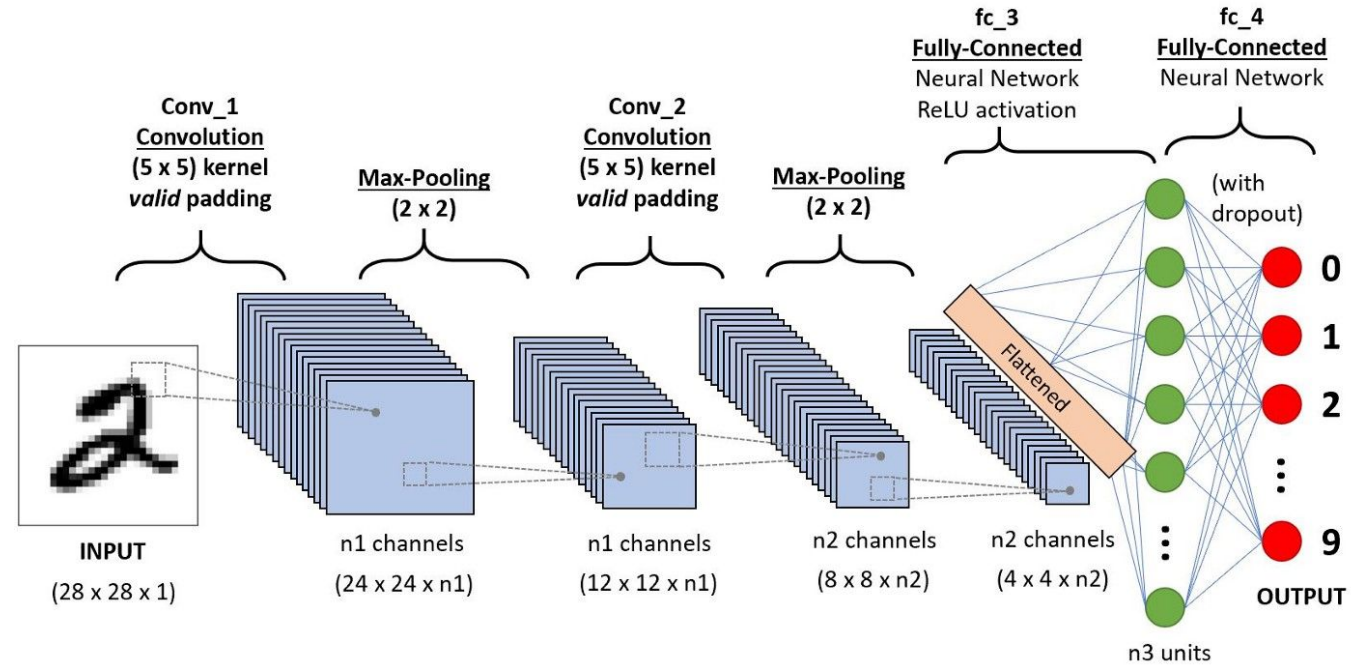 fc_3
Fully-Connected
Neural Network
ReLU activation
fc_4
Fully-Connected
Neural Network
Conv_1
Convolution
(5 x 5) kernel
valid padding
Max-Pooling
(2 x 2)
Conv_2
Convolution
(5 x 5) kernel
valid padding
Max-Pooling
(2 x 2)
(with
dropout)
Flattened
0
1
2
9
INPUT
(28 x 28 x 1)
n1 channels
(24 x 24 x n1)
n1 channels
(12 x 12 x n1)
n2 channels
(8 x 8 x n2)
n2 channels
(4 x 4 x n2)
OUTPUT
n3 units
2